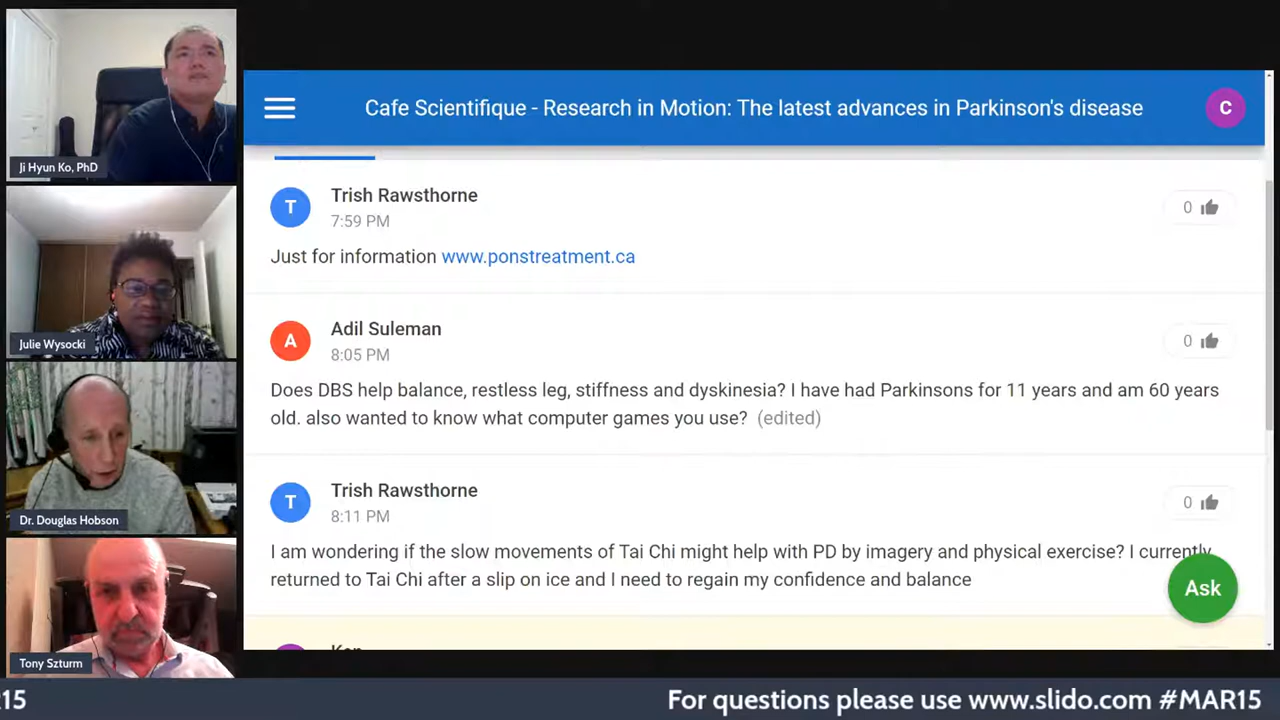 Ji Hyun Ko, PhD
Julie Wysocki
Dr. Douglas Hobson
Tony Szturm
Cafe Scientifique - Research in Motion: The latest advances in Parkinson's disease
C
T
Trish Rawsthorne
7:59 PM
0
Just for information www.ponstreatment.ca
A
Adil Suleman
8:05 PM
0
Does DBS help balance, restless leg, stiffness and dyskinesia? I have had Parkinsons for 11 years and am 60 years
old. also wanted to know what computer games you use? (edited)
T
Trish Rawsthorne
8:11 PM
0
I am wondering if the slow movements of Tai Chi might help with PD by imagery and physical exercise? I currently
returned to Tai Chi after a slip on ice and I need to regain my confidence and balance
Ask
R15
For questions please use www.slido.com #MAR15